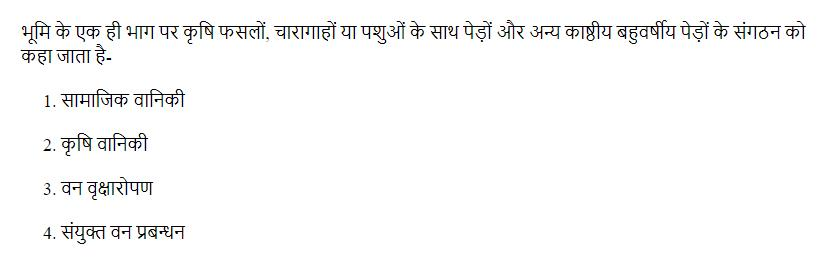 भूमि के एक ही भाग पर कृषि फसलों, चारागाहों या पशुओं के साथ पेड़ों और अन्य काष्ठीय बहुवर्षीय पेड़ों के संगठन को
कहा जाता है-
1. सामाजिक वानिकी
2. कृषि वानिकी
3. वन वृक्षारोपण
4. संयुक्त वन प्रबन्धन